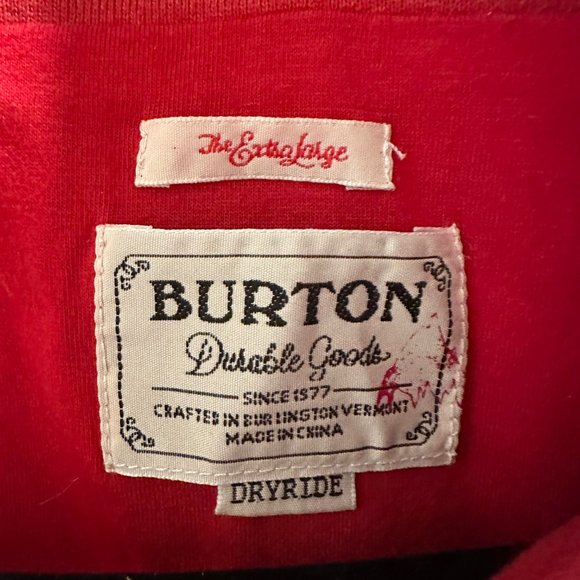 The Extra Large
BURTON
Durable Goods
SINCE 1977
CRAFTED IN BURLINGTON VERMONT
MADE IN CHINA
DRYRIDE